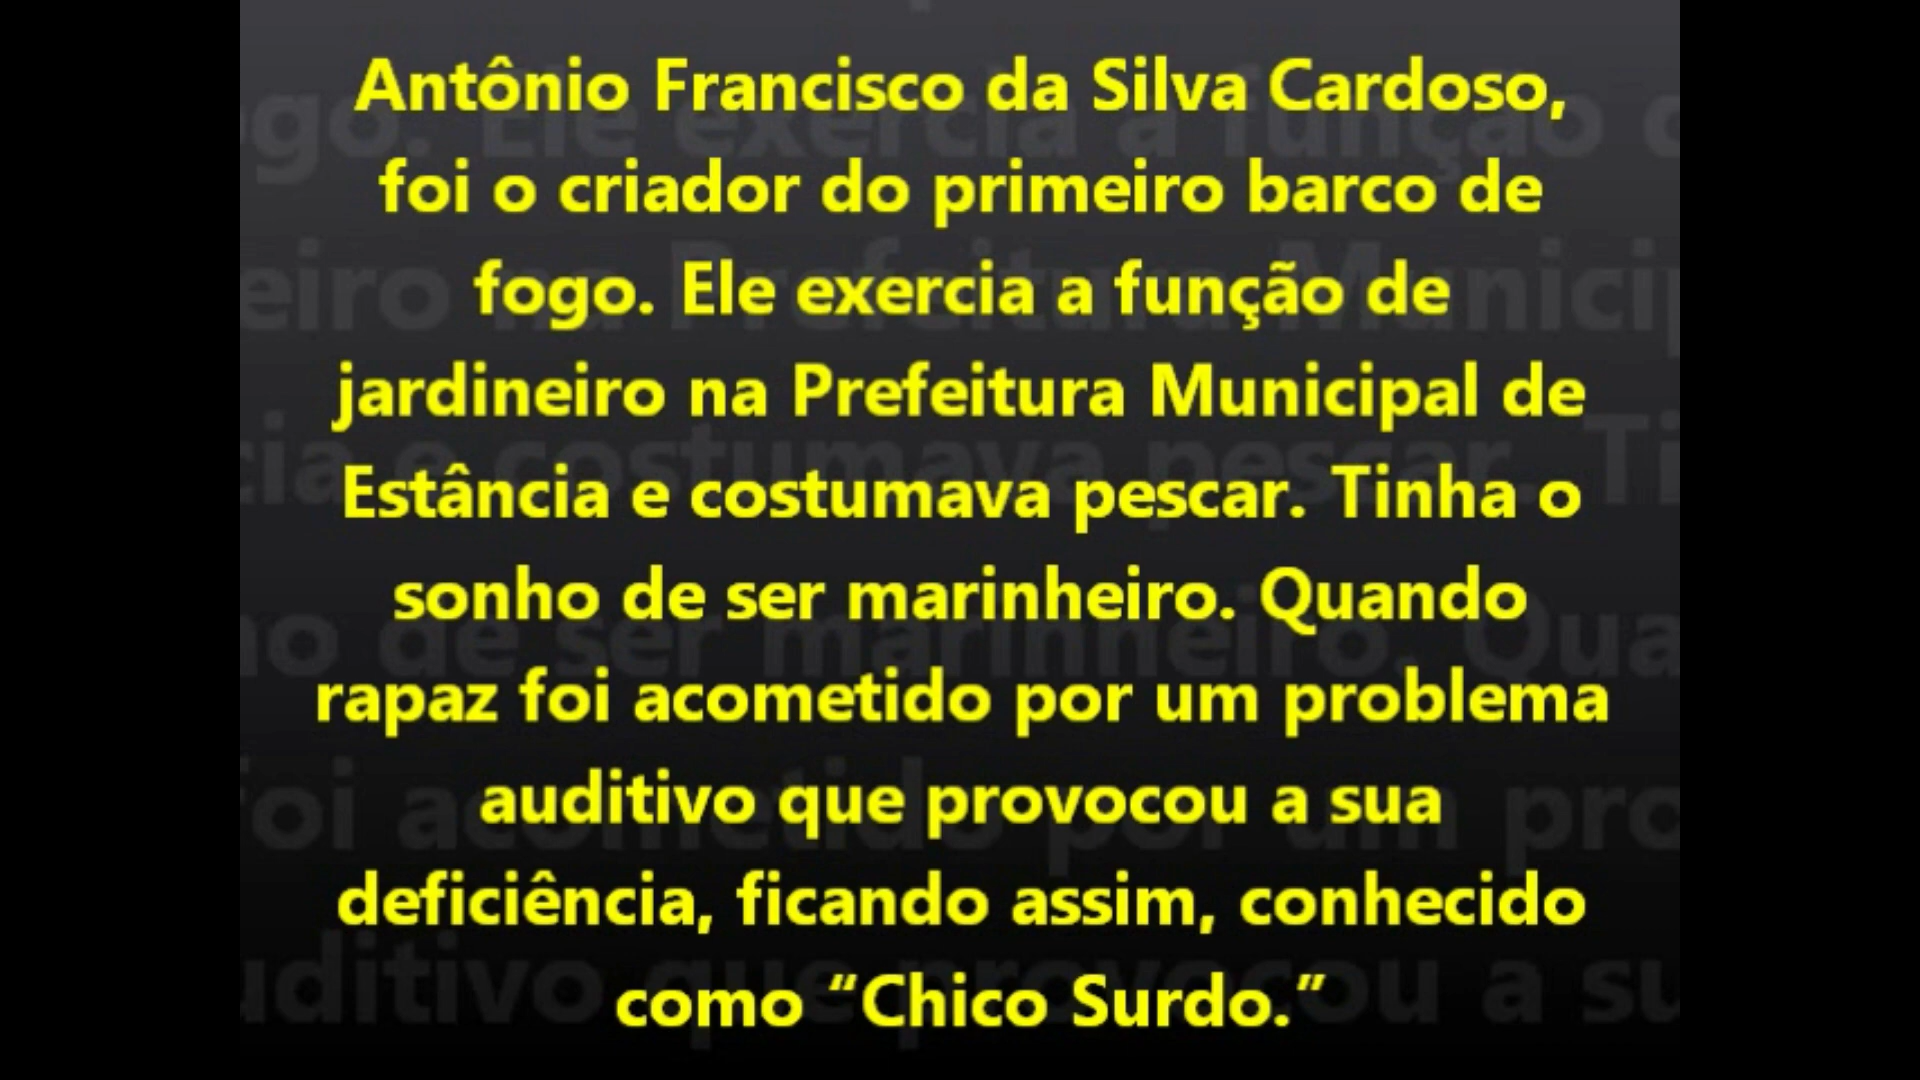 Antônio Francisco da Silva Cardoso,
foi o criador do primeiro barco de
fogo. Ele exercia a função de
jardineiro na Prefeitura Municipal de
Estância e costumava pescar. Tinha o
sonho de ser marinheiro. Quando
rapaz foi acometido por um problema
auditivo que provocou a sua
deficiência, ficando assim, conhecido
como “Chico Surdo.”